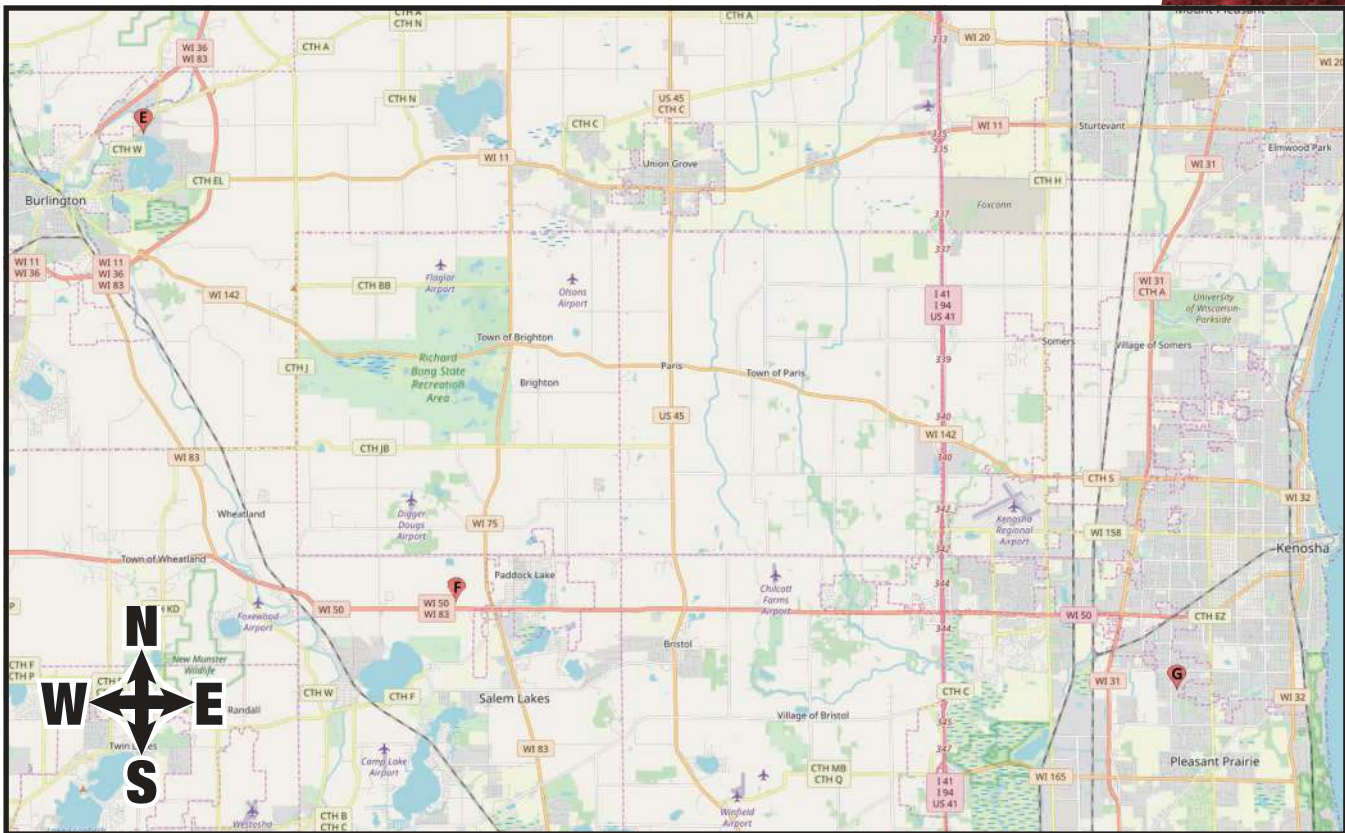 CTH A
CTH N
CTH A
Mount Pleasant
WI 36
WI 83
CTH A
333
WI 20
WI 20
CTH N
US 45
CTH C
E
CTH C
335
335
WI 11
Sturtevant
CTH W
WI 11
Union Grove
WI 31
Elmwood Park
CTH EL
CTH H
Burlington
Foxconn
337
337
WI 11
WI 36
WI 11
WI 36
WI 83
Flaglor
Airport
Olsons
Airport
WI 31
CTH A
WI 142
CTH BB
I 41
I 94
US 41
University
of Wisconsin-
Parkside
Town of Brighton
Somers
Village of Somers
Richard
Bong State
Recreation
Area
339
CTH J
Paris
Town of Paris
Brighton
US 45
340
WI 142
CTH JB
340
WI 83
CTH S
Digger
Dougs
Airport
WI 32
342
Kenosha
Regional
Airport
Wheatland
WI 75
WI 158
342
Kenosha
Town of Wheatland
Paddock Lake
Chilcott
Farms
Airport
344
F
WI 50
WI 50
WI 83
WI 50
CTH EZ
KD
Foxewood
Airport
344
N
Bristol
New Munster
Wildlife
CTH F
CTH P
G
WI 31
CTH W
CTH F
CTH C
W
E
Salem Lakes
WI 32
Randall
Village of Bristol
345
Twin Lakes
WI 83
347
Camp Lake
Airport
CTH MB
CTH Q
WI 165
Pleasant Prairie
S
I 41
I 94
US 41
Westosha
CTH B
CTH C
Winfield
Airport